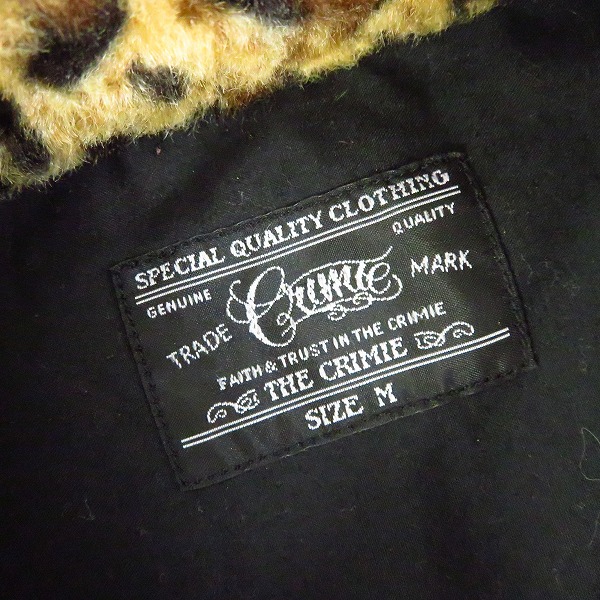 SPECIAL QUALITY CLOTHING
GENUINE QUALITY
TRADE Crimie MARK
FAITH & TRUST IN THE CRIMIE
THE CRIMIE
SIZE M